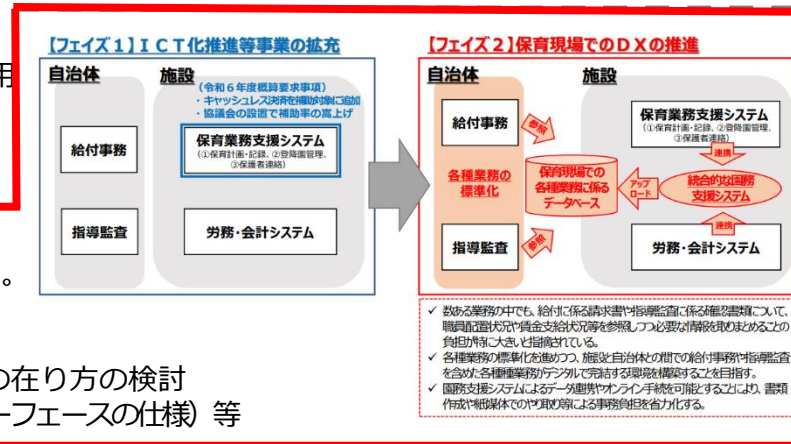 用
。
の在り方の検討
ーフェースの仕様）等
【フェイズ１】ＩＣＴ化推進等事業の拡充
自治体
施設
（令和６年度概算要求事項）
・キャッシュレス決済を補助対象に追加
・協議会の設置で補助率の嵩上げ
給付事務
保育業務支援システム
（①保育計画・記録、②登降園管理、
③保護者連絡）
指導監査
労務・会計システム
【フェイズ２】保育現場でのＤＸの推進
自治体
施設
給付事務
参照
各種業務の
標準化
保育現場での
各種業務に係る
データベース
指導監査
参照
アップ
ロード
保育業務支援システム
（①保育計画・記録、②登降園管理、
③保護者連絡）
連携
統合的な園務
支援システム
連携
労務・会計システム
✓ 数ある業務の中でも、給付に係る請求書や指導監査に係る確認書類について、
職員配置状況や賃金支給状況等を参照しつつ必要な情報を取りまとめることの
負担が特に大きいと指摘されている。
✓ 各種業務の標準化を進めつつ、施設と自治体との間での給付事務や指導監査
を含めた各種種業務がデジタルで完結する環境を構築することを目指す。
✓ 園務支援システムによるデータ連携やオンライン手続を可能とすることにより、書類
作成や紙媒体でのやり取り等による事務負担を省力化する。